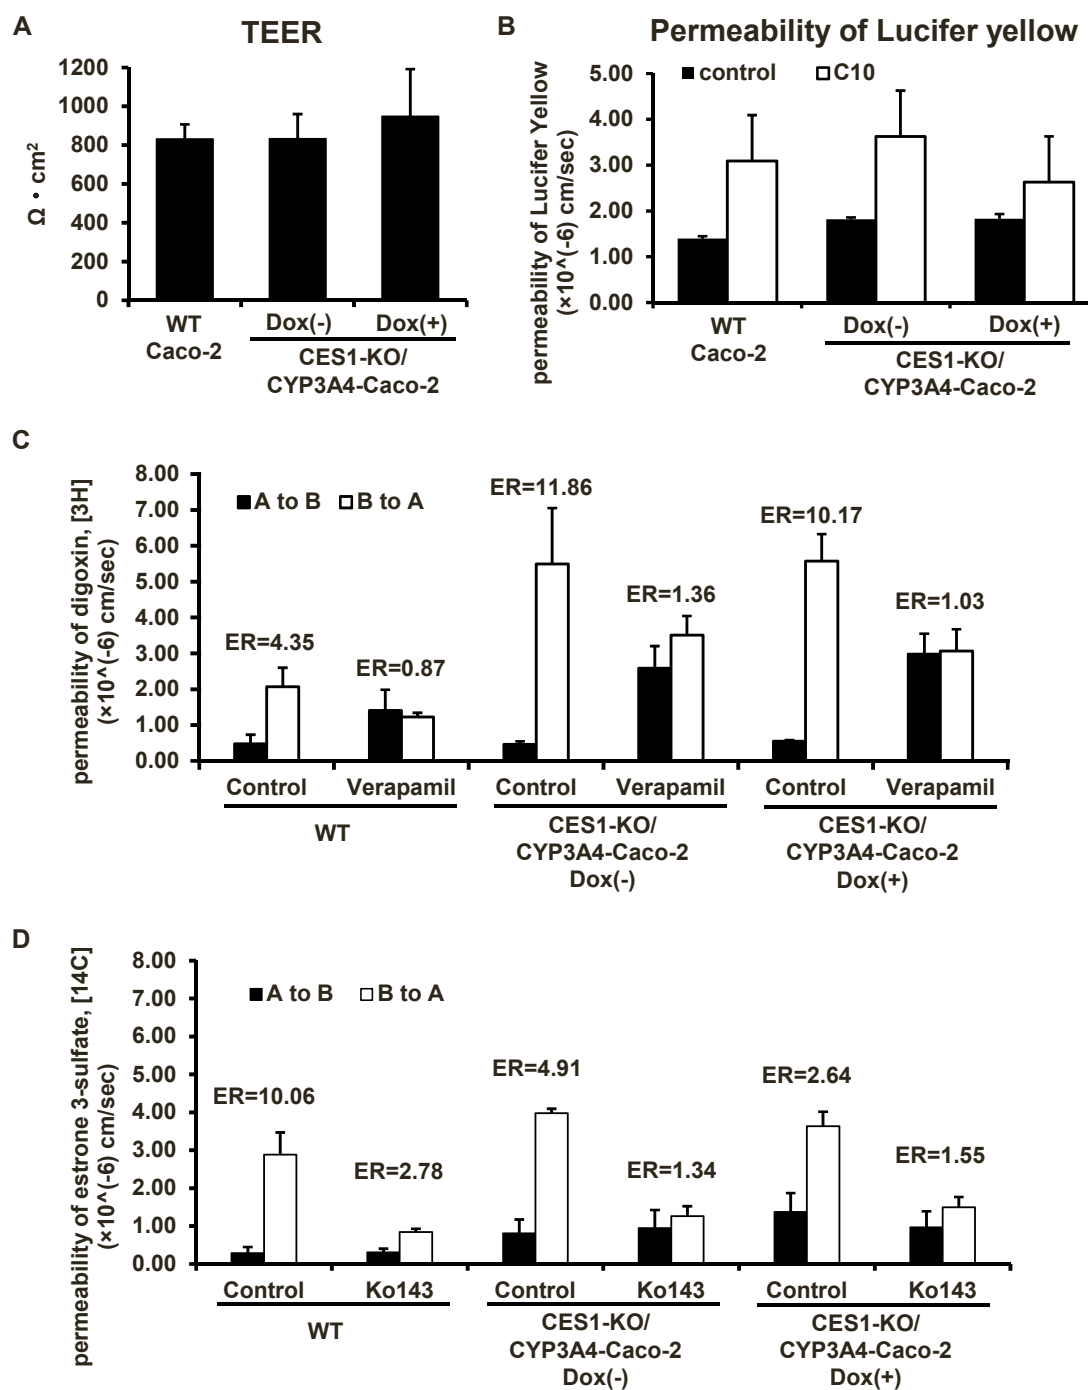 A
TEER
1200
1000
800
600
400
200
0
Ω・cm²
WT
Caco-2
Dox(-)
Dox(+)
CES1-KO/
CYP3A4-Caco-2
B
Permeability of Lucifer yellow
control
C10
5.00
4.00
3.00
2.00
1.00
0.00
permeability of Lucifer Yellow
(×10^(-6) cm/sec)
WT
Caco-2
Dox(-)
Dox(+)
CES1-KO/
CYP3A4-Caco-2
C
permeability of digoxin, [3H]
(×10^(-6) cm/sec)
8.00
7.00
6.00
5.00
4.00
3.00
2.00
1.00
0.00
A to B
B to A
ER=4.35
ER=0.87
ER=11.86
ER=1.36
ER=10.17
ER=1.03
Control
Verapamil
Control
Verapamil
Control
Verapamil
WT
CES1-KO/
CYP3A4-Caco-2
Dox(-)
CES1-KO/
CYP3A4-Caco-2
Dox(+)
D
permeability of estrone 3-sulfate, [14C]
(×10^(-6) cm/sec)
8.00
7.00
6.00
5.00
4.00
3.00
2.00
1.00
0.00
A to B
B to A
ER=10.06
ER=2.78
ER=4.91
ER=1.34
ER=2.64
ER=1.55
Control
Ko143
Control
Ko143
Control
Ko143
WT
CES1-KO/
CYP3A4-Caco-2
Dox(-)
CES1-KO/
CYP3A4-Caco-2
Dox(+)